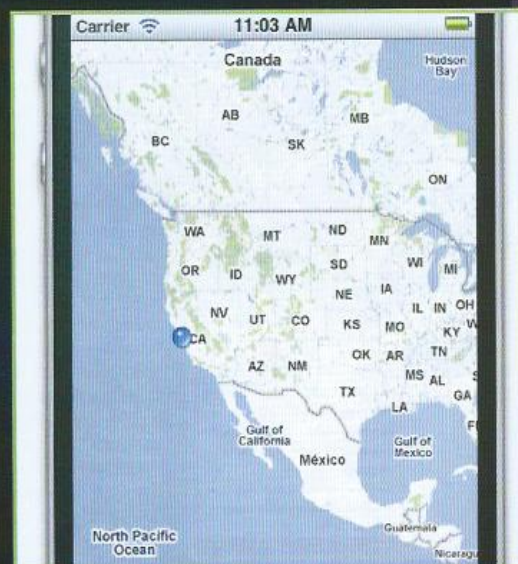 Carrier 11:03 AM
Canada
Hudson
Bay
AB
MB
BC
SK
ON
WA
MT
ND
MN
OR
ID
SD
WI
MI
WY
IA
NE
NV
UT
CO
IL IN OH
KS
MO
KY
CA
AZ
NM
OK
AR
TN
MS
AL
TX
GA
LA
Gulf of
California
Gulf of
Mexico
México
Guatemala
North Pacific
Ocean
Nicaragu